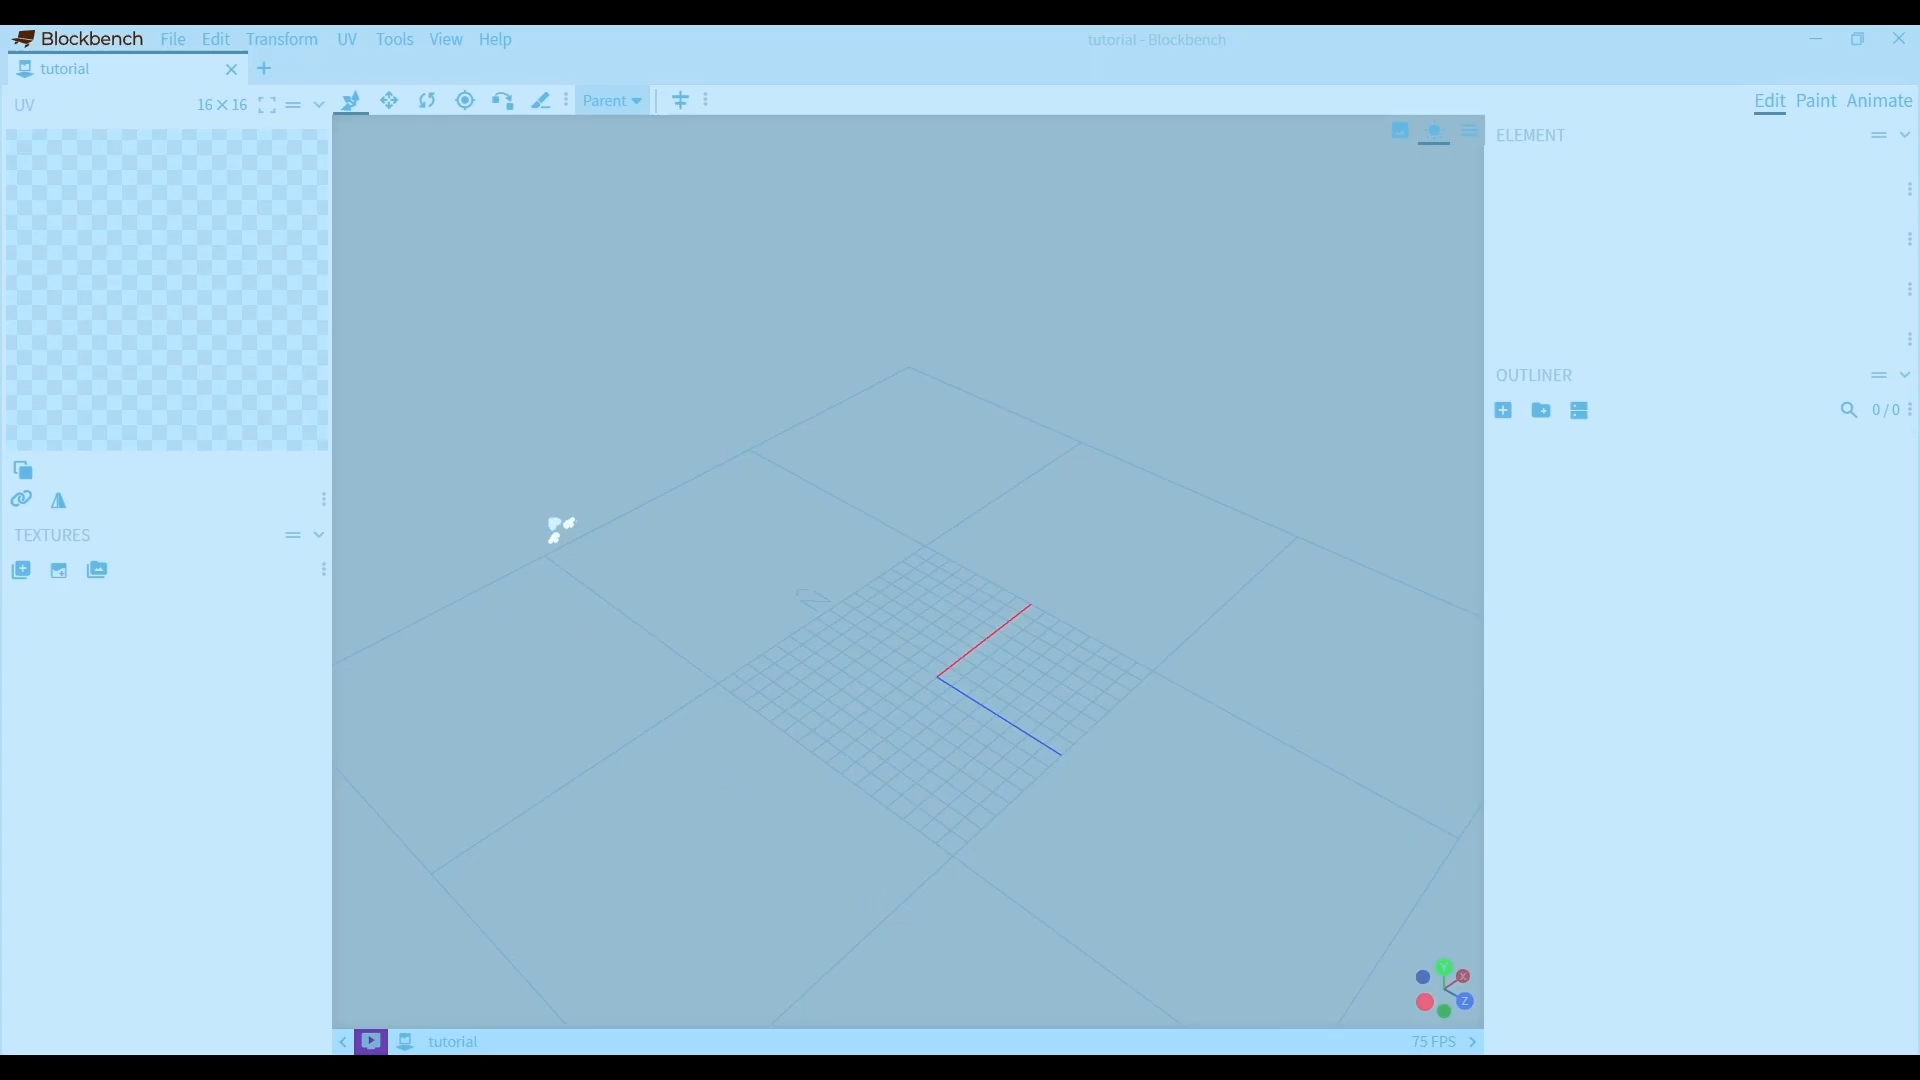 Blockbench File Edit Transform UV Tools View Help tutorial - Blockbench
tutorial
UV 16×16 Parent Edit Paint Animate
ELEMENT
OUTLINER
0 / 0
TEXTURES
N
Y
X
Z
tutorial 75 FPS